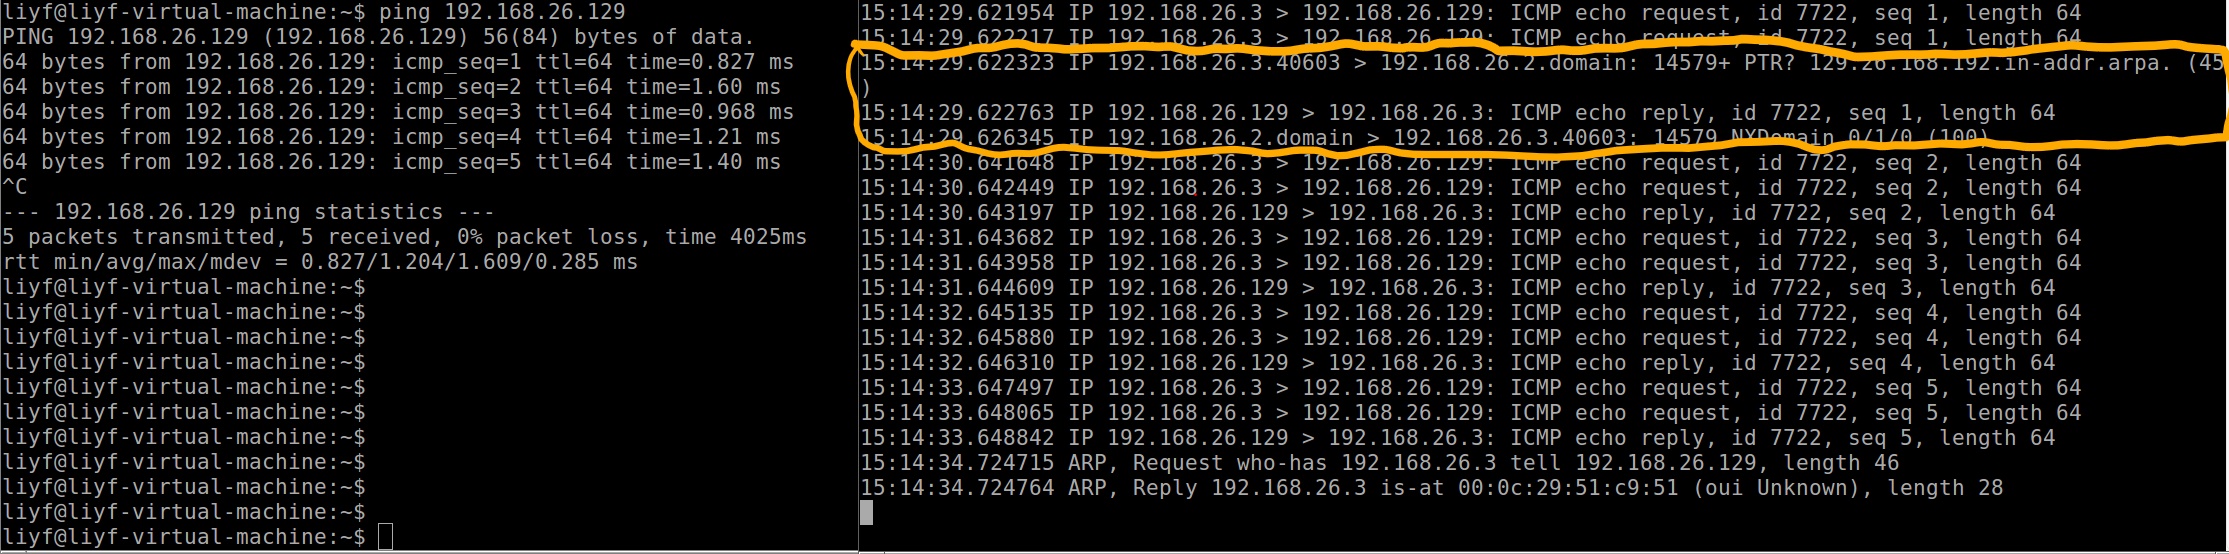 liyf@liyf-virtual-machine:~$ ping 192.168.26.129
PING 192.168.26.129 (192.168.26.129) 56(84) bytes of data.
64 bytes from 192.168.26.129: icmp_seq=1 ttl=64 time=0.827 ms
64 bytes from 192.168.26.129: icmp_seq=2 ttl=64 time=1.60 ms
64 bytes from 192.168.26.129: icmp_seq=3 ttl=64 time=0.968 ms
64 bytes from 192.168.26.129: icmp_seq=4 ttl=64 time=1.21 ms
64 bytes from 192.168.26.129: icmp_seq=5 ttl=64 time=1.40 ms
^C
--- 192.168.26.129 ping statistics ---
5 packets transmitted, 5 received, 0% packet loss, time 4025ms
rtt min/avg/max/mdev = 0.827/1.204/1.609/0.285 ms
liyf@liyf-virtual-machine:~$
liyf@liyf-virtual-machine:~$
liyf@liyf-virtual-machine:~$
liyf@liyf-virtual-machine:~$
liyf@liyf-virtual-machine:~$
liyf@liyf-virtual-machine:~$
liyf@liyf-virtual-machine:~$
liyf@liyf-virtual-machine:~$
liyf@liyf-virtual-machine:~$
liyf@liyf-virtual-machine:~$
liyf@liyf-virtual-machine:~$
15:14:29.621954 IP 192.168.26.3 > 192.168.26.129: ICMP echo request, id 7722, seq 1, length 64
IP 192.168.26.3 > 192.168.26.129: ICMP echo request, id 7722, seq 1, length 64
15:14:29.622323 IP 192.168.26.3.40603 > 192.168.26.2.domain: 14579+ PTR? 129.26.168.192.in-addr.arpa. (45
)
15:14:29.622763 IP 192.168.26.129 > 192.168.26.3: ICMP echo reply, id 7722, seq 1, length 64
15:14:29.626345 IP 192.168.26.2.domain > 192.168.26.3.40603: 14579 NXDomain 0/1/0 (100)
15:14:30.641648 IP 192.168.26.3 > 192.168.26.129: ICMP echo request, id 7722, seq 2, length 64
15:14:30.642449 IP 192.168.26.3 > 192.168.26.129: ICMP echo request, id 7722, seq 2, length 64
15:14:30.643197 IP 192.168.26.129 > 192.168.26.3: ICMP echo reply, id 7722, seq 2, length 64
15:14:31.643682 IP 192.168.26.3 > 192.168.26.129: ICMP echo request, id 7722, seq 3, length 64
15:14:31.643958 IP 192.168.26.3 > 192.168.26.129: ICMP echo request, id 7722, seq 3, length 64
15:14:31.644609 IP 192.168.26.129 > 192.168.26.3: ICMP echo reply, id 7722, seq 3, length 64
15:14:32.645135 IP 192.168.26.3 > 192.168.26.129: ICMP echo request, id 7722, seq 4, length 64
15:14:32.645880 IP 192.168.26.3 > 192.168.26.129: ICMP echo request, id 7722, seq 4, length 64
15:14:32.646310 IP 192.168.26.129 > 192.168.26.3: ICMP echo reply, id 7722, seq 4, length 64
15:14:33.647497 IP 192.168.26.3 > 192.168.26.129: ICMP echo request, id 7722, seq 5, length 64
15:14:33.648065 IP 192.168.26.3 > 192.168.26.129: ICMP echo request, id 7722, seq 5, length 64
15:14:33.648842 IP 192.168.26.129 > 192.168.26.3: ICMP echo reply, id 7722, seq 5, length 64
15:14:34.724715 ARP, Request who-has 192.168.26.3 tell 192.168.26.129, length 46
15:14:34.724764 ARP, Reply 192.168.26.3 is-at 00:0c:29:51:c9:51 (oui Unknown), length 28